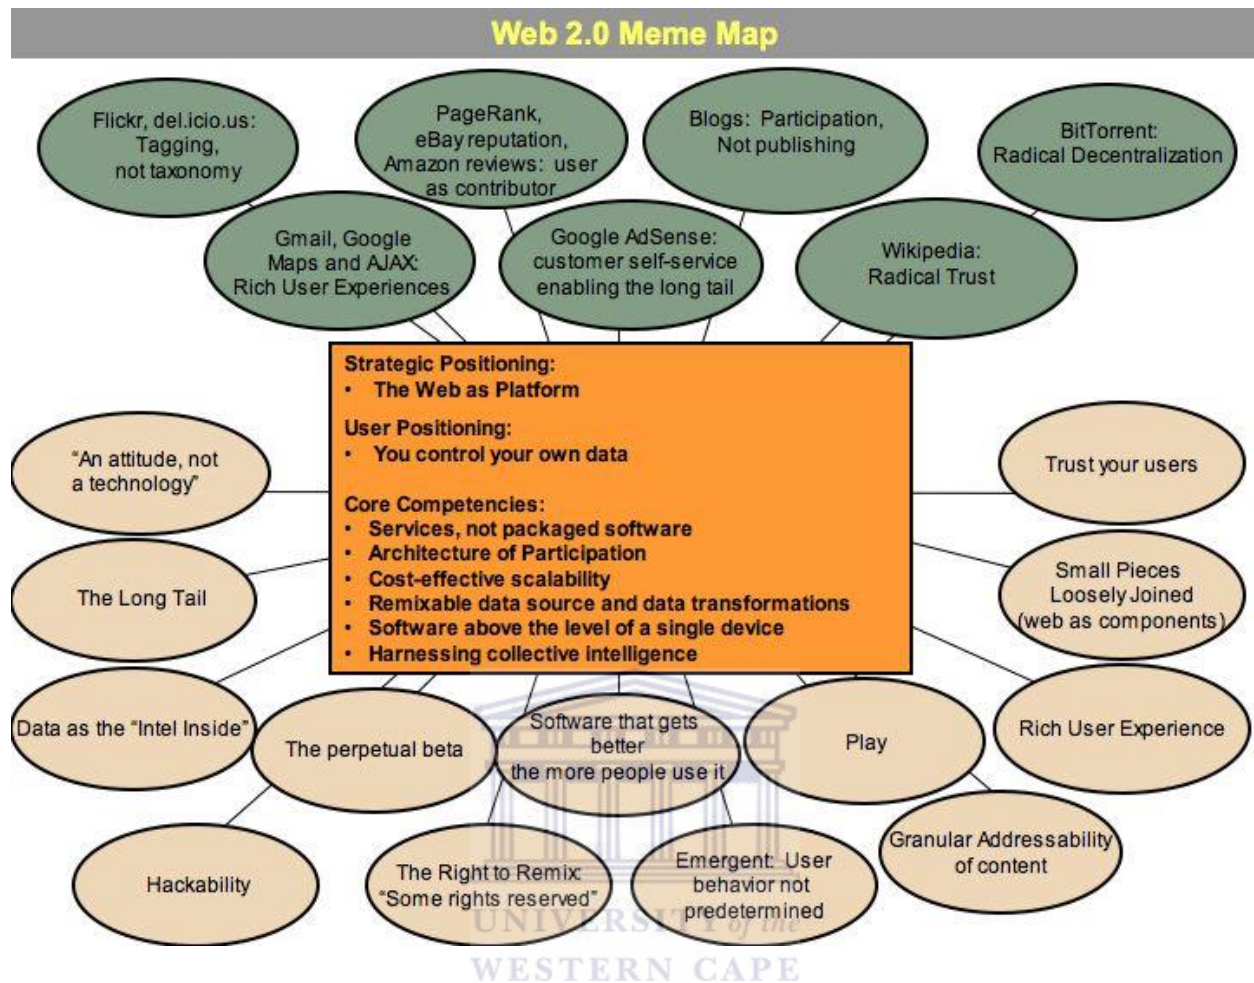 Web 2.0 Meme Map
Flickr, del.icio.us:
Tagging,
not taxonomy
PageRank,
eBay reputation,
Amazon reviews: user
as contributor
Blogs: Participation,
Not publishing
BitTorrent:
Radical Decentralization
Gmail, Google
Maps and AJAX:
Rich User Experiences
Google AdSense:
customer self-service
enabling the long tail
Wikipedia:
Radical Trust
Strategic Positioning:
• The Web as Platform
User Positioning:
• You control your own data
Core Competencies:
• Services, not packaged software
• Architecture of Participation
• Cost-effective scalability
• Remixable data source and data transformations
• Software above the level of a single device
• Harnessing collective intelligence
“An attitude, not
a technology”
Trust your users
The Long Tail
Small Pieces
Loosely Joined
(web as components)
Data as the “Intel Inside”
The perpetual beta
Software that gets
better
the more people use it
Play
Rich User Experience
Hackability
The Right to Remix:
“Some rights reserved”
Emergent: User
behavior not
predetermined
Granular Addressability
of content
UNIVERSITY of the
WESTERN CAPE